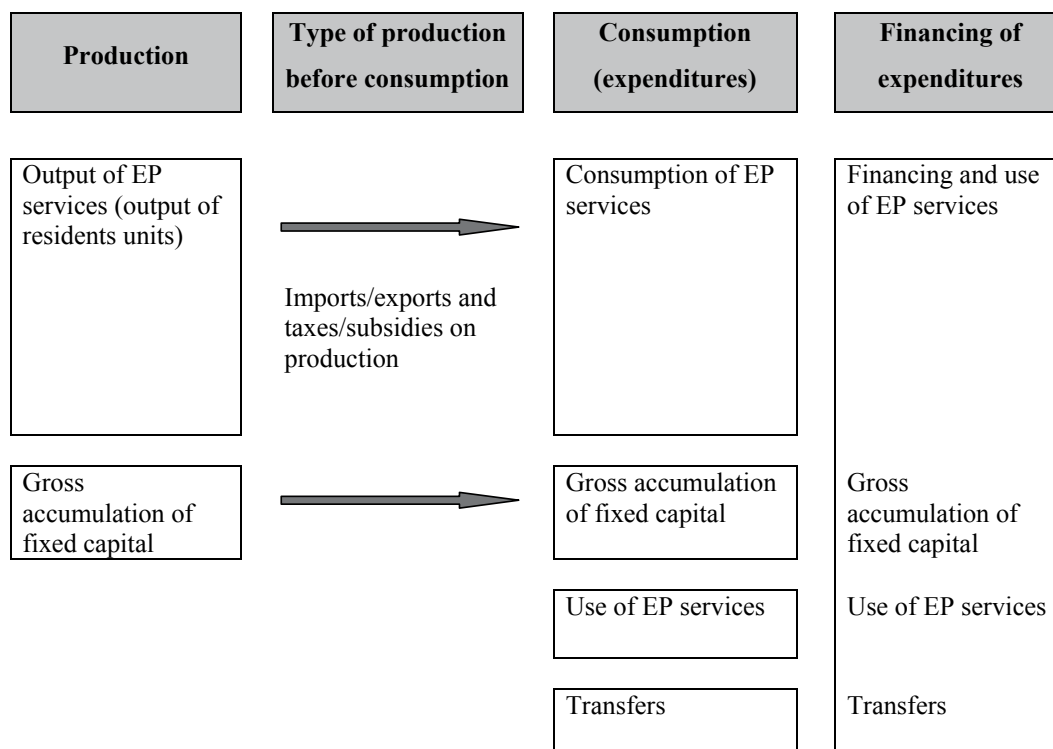 Production
Type of production
before consumption
Consumption
(expenditures)
Financing of
expenditures
Output of EP
services (output of
residents units)
Imports/exports and
taxes/subsidies on
production
Consumption of EP
services
Financing and use
of EP services
Gross
accumulation of
fixed capital
Gross accumulation
of fixed capital
Gross
accumulation of
fixed capital
Use of EP services
Use of EP services
Transfers
Transfers